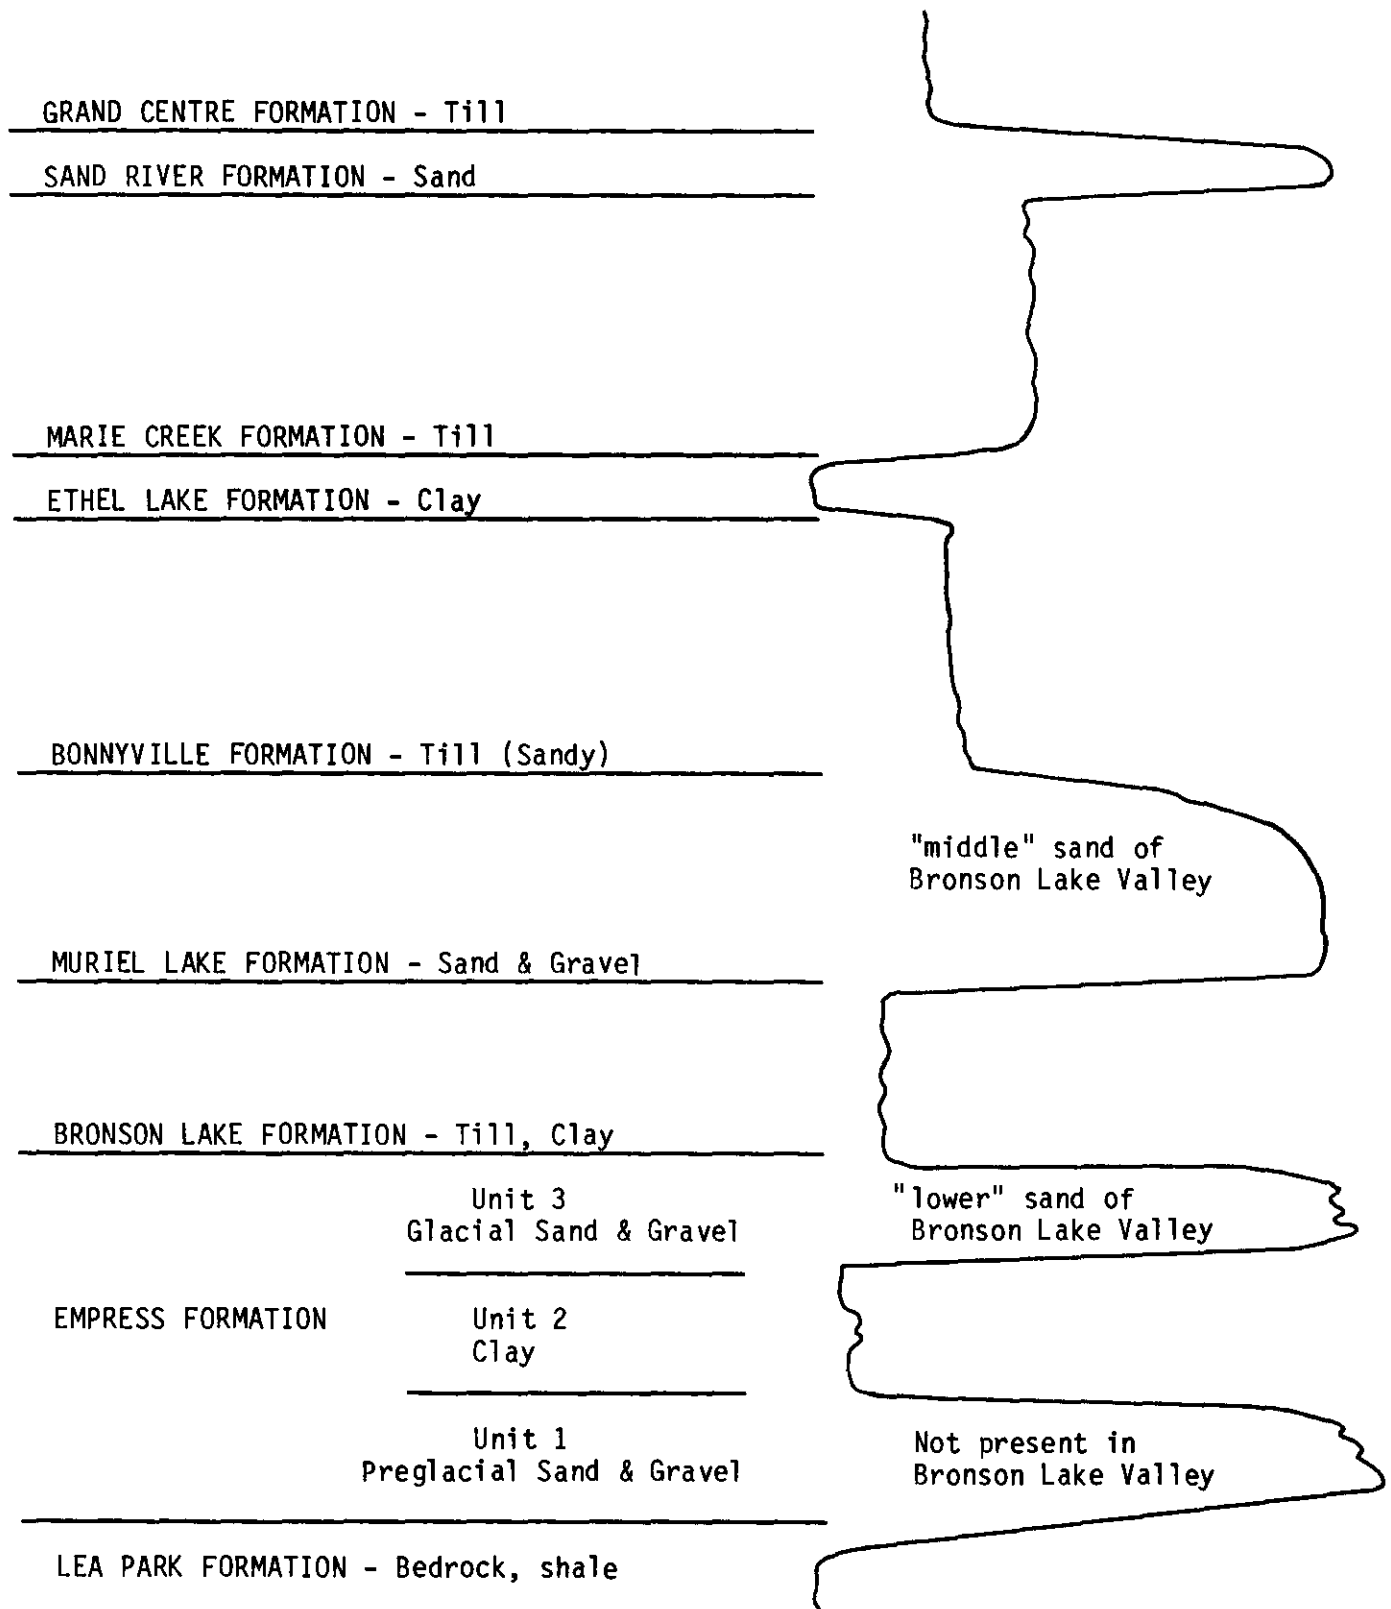 GRAND CENTRE FORMATION - Till
SAND RIVER FORMATION - Sand
MARIE CREEK FORMATION - Till
ETHEL LAKE FORMATION - Clay
BONNYVILLE FORMATION - Till (Sandy)
"middle" sand of
Bronson Lake Valley
MURIEL LAKE FORMATION - Sand & Gravel
BRONSON LAKE FORMATION - Till, Clay
Unit 3
Glacial Sand & Gravel
"lower" sand of
Bronson Lake Valley
EMPRESS FORMATION
Unit 2
Clay
Unit 1
Preglacial Sand & Gravel
Not present in
Bronson Lake Valley
LEA PARK FORMATION - Bedrock, shale